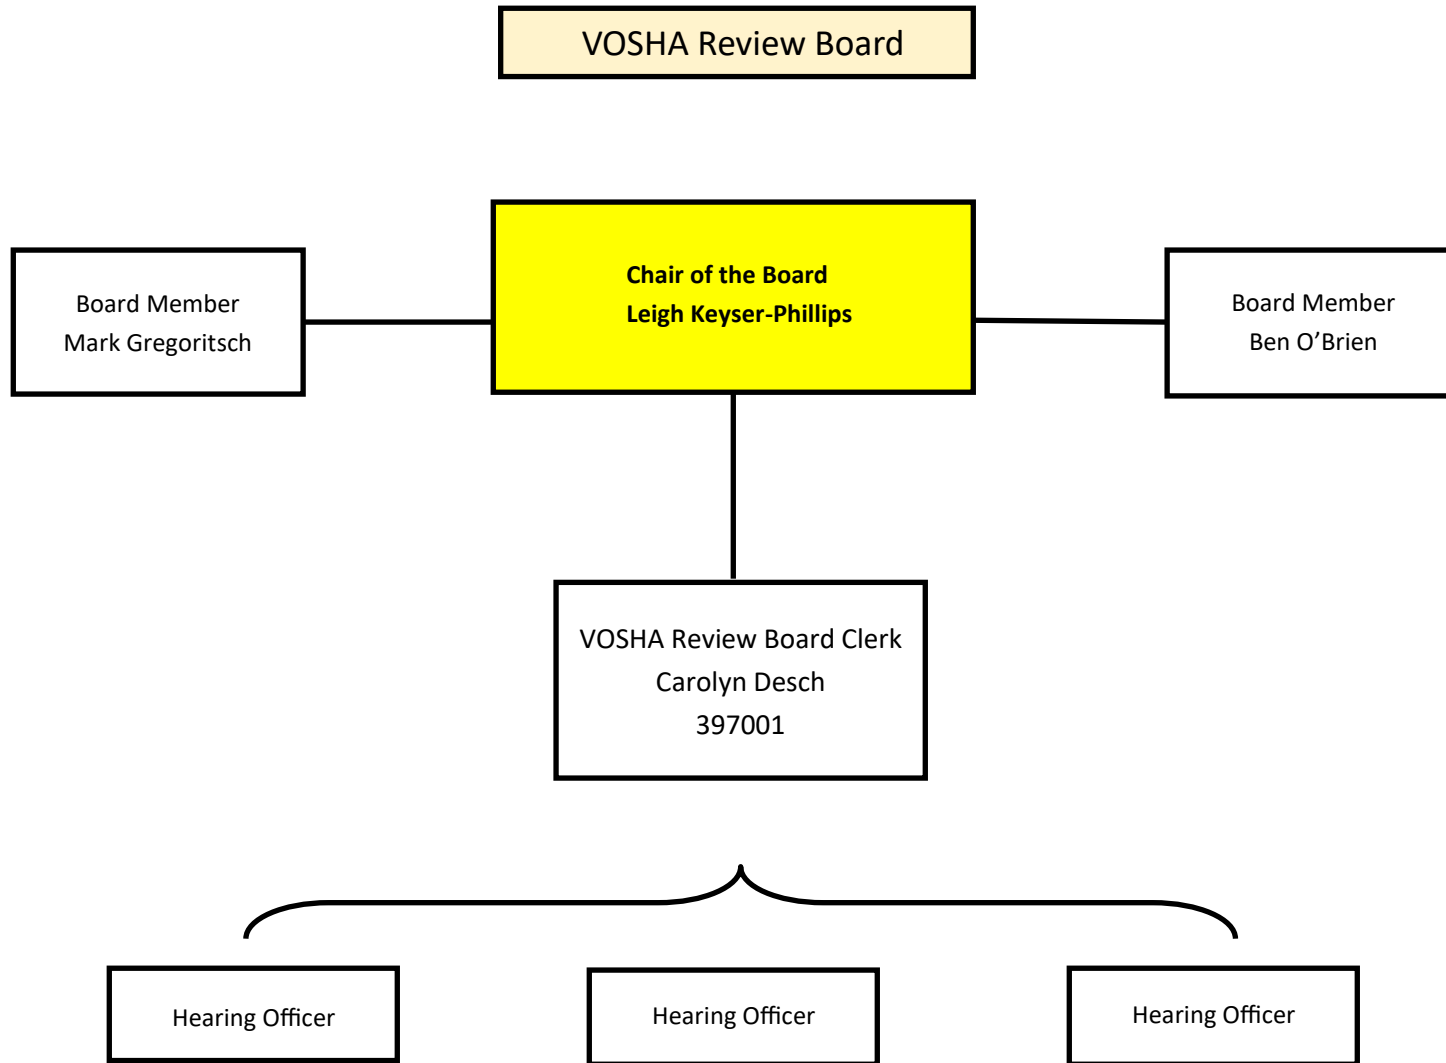 VOSHA Review Board
Chair of the Board
Leigh Keyser-Phillips
Board Member
Mark Gregoritsch
Board Member
Ben O’Brien
VOSHA Review Board Clerk
Carolyn Desch
397001
Hearing Officer
Hearing Officer
Hearing Officer